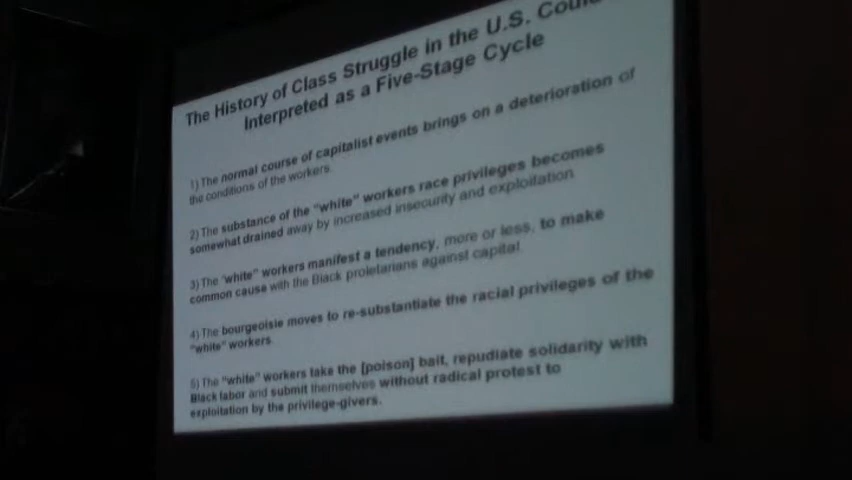 The History of Class Struggle in the U.S. Could
Interpreted as a Five-Stage Cycle
1) The normal course of capitalist events brings on a deterioration of
the conditions of the workers.
2) The substance of the "white" workers race privileges becomes
somewhat drained away by increased insecurity and exploitation
3) The "white" workers manifest a tendency, more or less, to make
common cause with the Black proletarians against capital.
4) The bourgeoisie moves to re-substantiate the racial privileges of the
"white" workers.
5) The "white" workers take the [poison] bait, repudiate solidarity with
Black labor and submit themselves without radical protest to
exploitation by the privilege-givers.